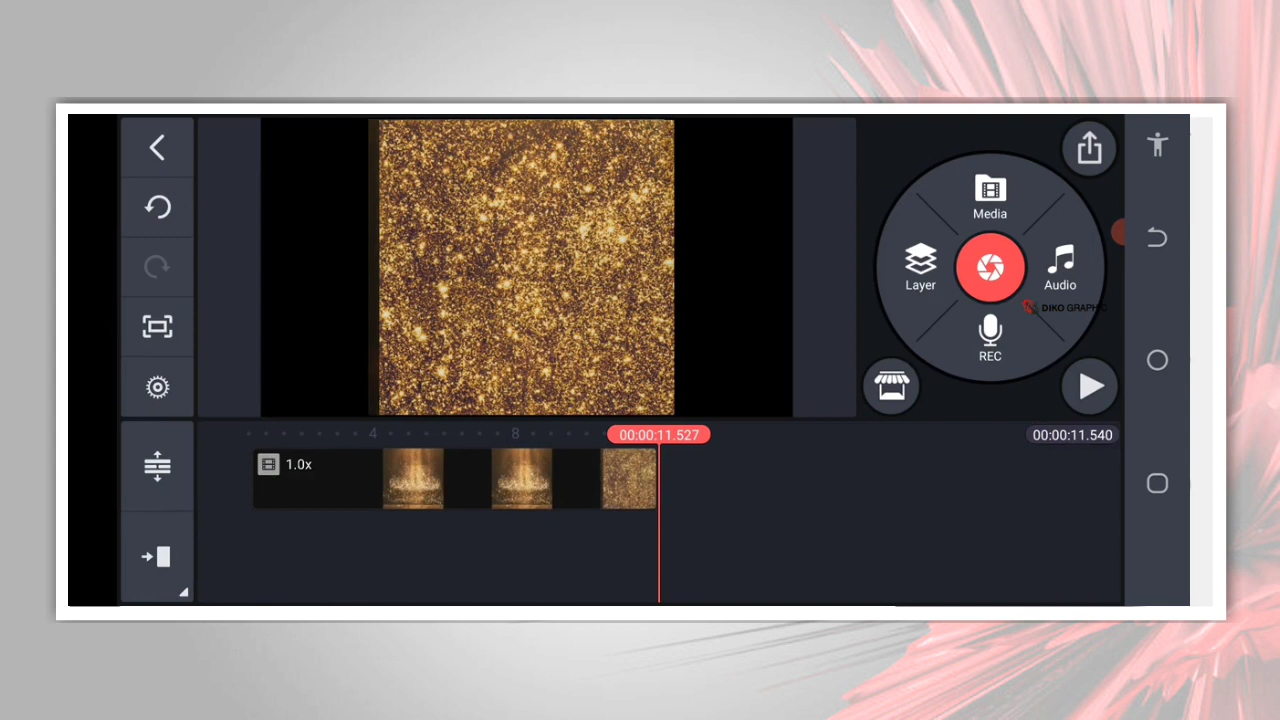 Media
Layer
Audio
DIKO GRAPHIC
REC
4
8
00:00:11.527
00:00:11.540
1.0x